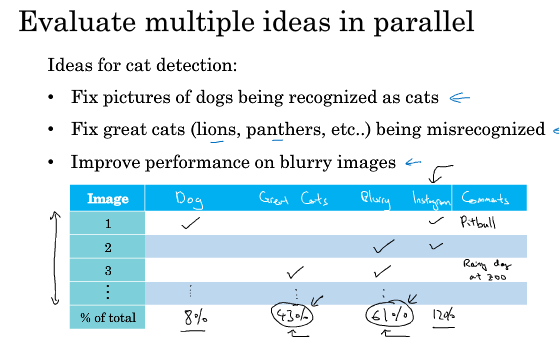 Evaluate multiple ideas in parallel
Ideas for cat detection:
• Fix pictures of dogs being recognized as cats
• Fix great cats (lions, panthers, etc..) being misrecognized
• Improve performance on blurry images
Image Dog Great Cats Blurry Instagram Comments
1 ✓ ✓ Pitbull
2 ✓ ✓
3 ✓ ✓ Rainy day
at zoo
⋮ ⋮ ⋮ ⋮
% of total 8% 43% 61% 12%